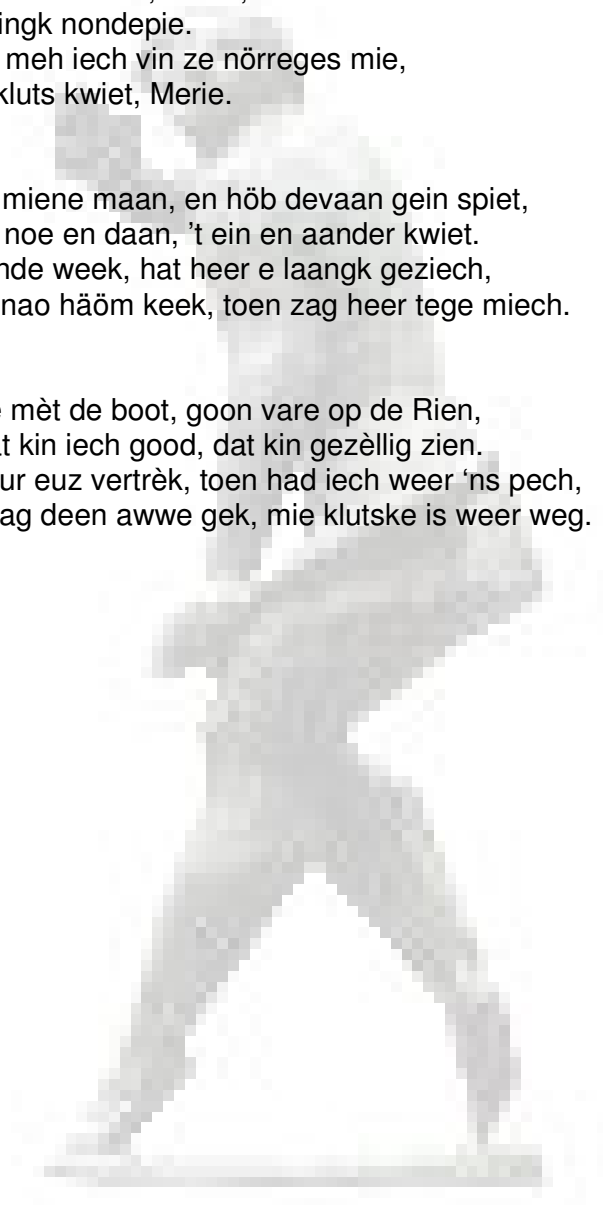 ingk nondepie.
meh iech vin ze nörreges mie,
kluts kwiet, Merie.
miene maan, en höb devaan gein spiet,
noe en daan, ’t ein en aander kwiet.
nde week, hat heer e laangk geziech,
nao häöm keek, toen zag heer tege miech.
mèt de boot, goon vare op de Rien,
kin iech good, dat kin gezèllig zien.
ur euz vertrèk, toen had iech weer ‘ns pech,
ag deen awwe gek, mie klutske is weer weg.